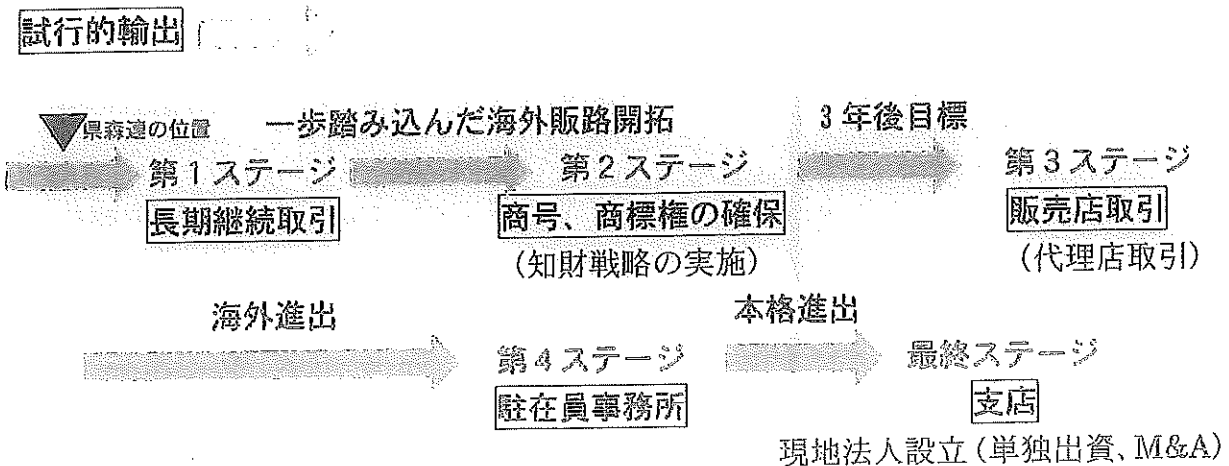 試行的輸出
県森連の位置
一歩踏み込んだ海外販路開拓
3年後目標
第1ステージ
第2ステージ
第3ステージ
長期継続取引
商号、商標権の確保
販売店取引
(知財戦略の実施)
(代理店取引)
海外進出
本格進出
第4ステージ
最終ステージ
駐在員事務所
支店
現地法人設立(単独出資、M&A)